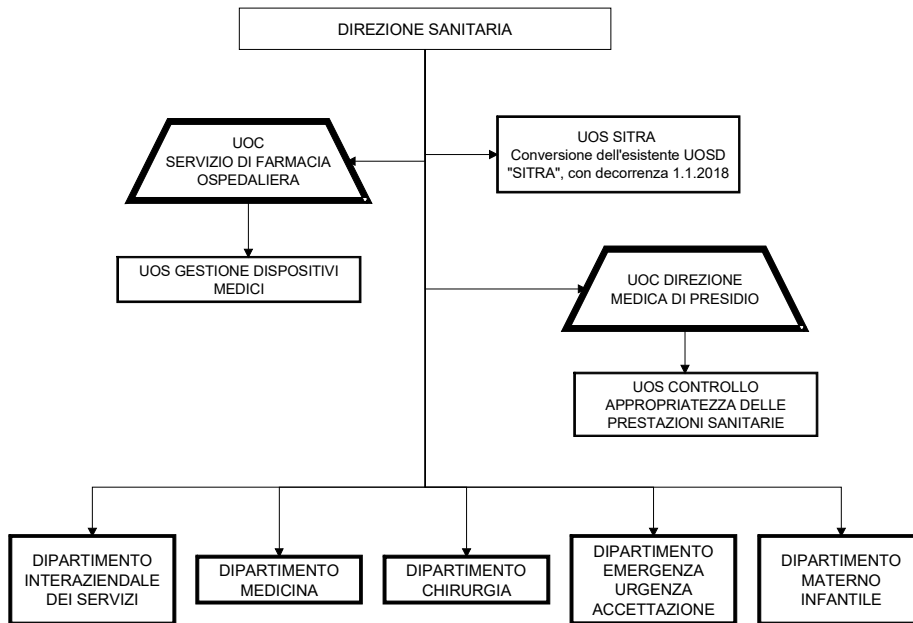 DIREZIONE SANITARIA
UOC
SERVIZIO DI FARMACIA
OSPEDALIERA
UOS SITRA
Conversione dell'esistente UOSD
"SITRA", con decorrenza 1.1.2018
UOS GESTIONE DISPOSITIVI
MEDICI
UOC DIREZIONE
MEDICA DI PRESIDIO
UOS CONTROLLO
APPROPRIATEZZA DELLE
PRESTAZIONI SANITARIE
DIPARTIMENTO
INTERAZIENDALE
DEI SERVIZI
DIPARTIMENTO
MEDICINA
DIPARTIMENTO
CHIRURGIA
DIPARTIMENTO
EMERGENZA
URGENZA
ACCETTAZIONE
DIPARTIMENTO
MATERNO
INFANTILE